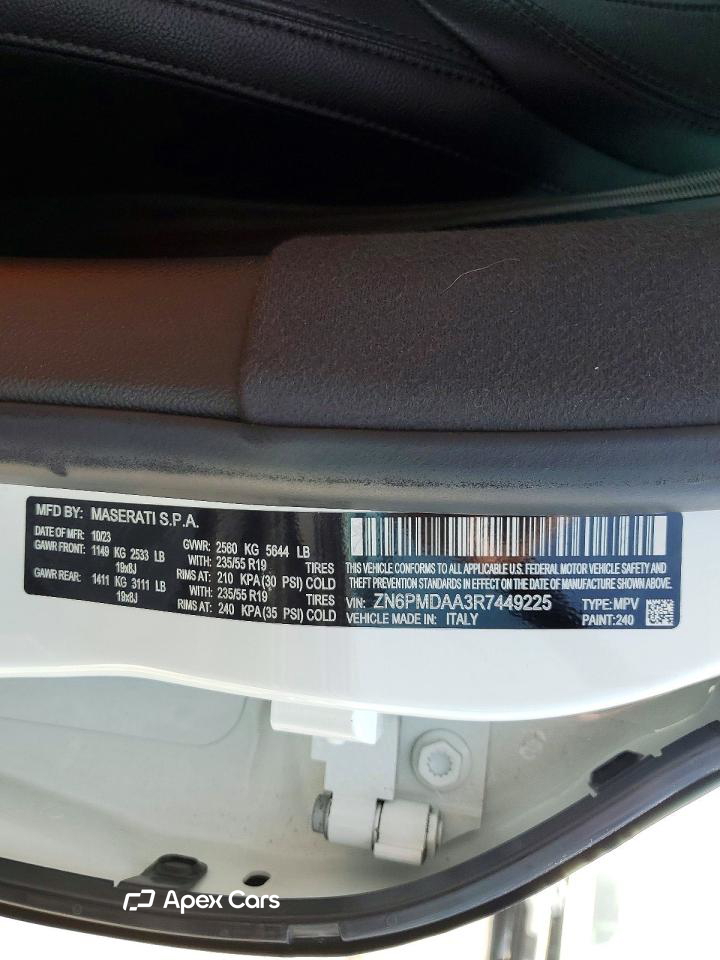 MFD BY: MASERATI S.P.A.
DATE OF MFR: 10/23
GAWR FRONT: 1149 KG 2533 LB
19x8J
GAWR REAR: 1411 KG 3111 LB
19x8J
GVWR: 2560 KG 5644 LB
WITH: 235/55 R19 TIRES
RIMS AT: 210 KPA(30 PSI) COLD
WITH: 235/55 R19 TIRES
RIMS AT: 240 KPA(35 PSI) COLD
THIS VEHICLE CONFORMS TO ALL APPLICABLE U.S. FEDERAL MOTOR VEHICLE SAFETY AND
THEFT PREVENTION STANDARDS IN EFFECT ON THE DATE OF MANUFACTURE SHOWN ABOVE.
VIN: ZN6PMDAA3R7449225 TYPE: MPV
VEHICLE MADE IN: ITALY PAINT: 240
Apex Cars